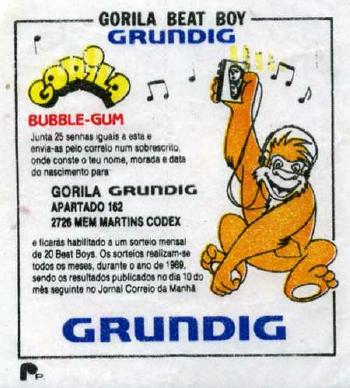 GORILA BEAT BOY
GRUNDIG
GORILA
BUBBLE-GUM
Junta 25 senhas iguais a esta e
envia-as pelo correio num sobrescrito,
onde conste o teu nome, morada e data
do nascimento para
GORILA GRUNDIG
APARTADO 162
2726 MEM MARTINS CODEX
e ficarás habilitado a um sorteio mensal
de 20 Beat Boys. Os sorteios realizam-se
todos os meses, durante o ano de 1989,
sendo os resultados publicados no dia 10 do
mês seguinte no Jornal Correio da Manhã
GRUNDIG